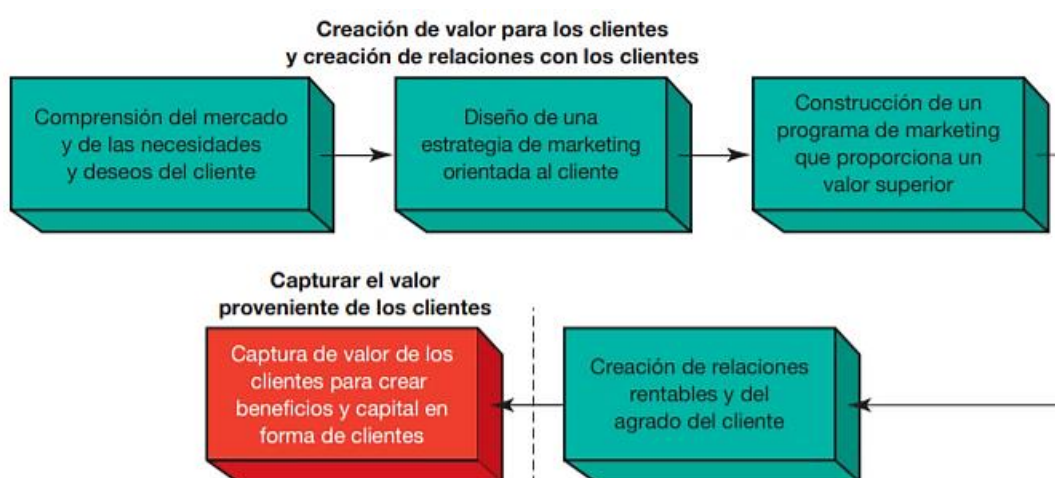 Creación de valor para los clientes
y creación de relaciones con los clientes
Comprensión del mercado
y de las necesidades
y deseos del cliente
Diseño de una
estrategia de marketing
orientada al cliente
Construcción de un
programa de marketing
que proporciona un
valor superior
Creación de relaciones
rentables y del
agrado del cliente
Capturar el valor
proveniente de los clientes
Captura de valor de los
clientes para crear
beneficios y capital en
forma de clientes